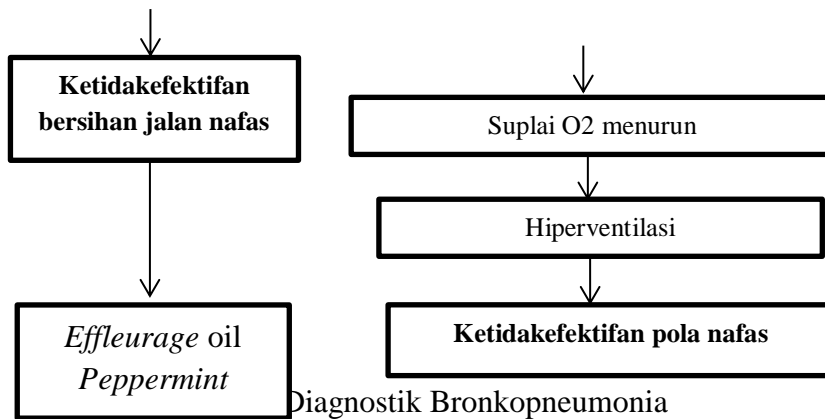 Ketidakefektifan
bersihan jalan nafas
Suplai O2 menurun
Hiperventilasi
Effleurage oil
Peppermint
Ketidakefektifan pola nafas
Diagnostik Bronkopneumonia